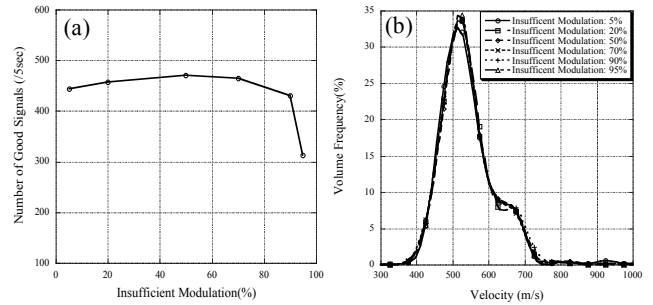 (a)
Number of Good Signals (/5sec)
600
500
400
300
200
100
0 20 40 60 80 100
Insufficient Modulation(%)
(b)
Volume Frequency(%)
35
30
25
20
15
10
5
0
300 400 500 600 700 800 900 1000
Velocity (m/s)
Insufficent Modulation: 5%
Insufficent Modulation: 20%
Insufficent Modulation: 50%
Insufficent Modulation: 70%
Insufficent Modulation: 90%
Insufficent Modulation: 95%